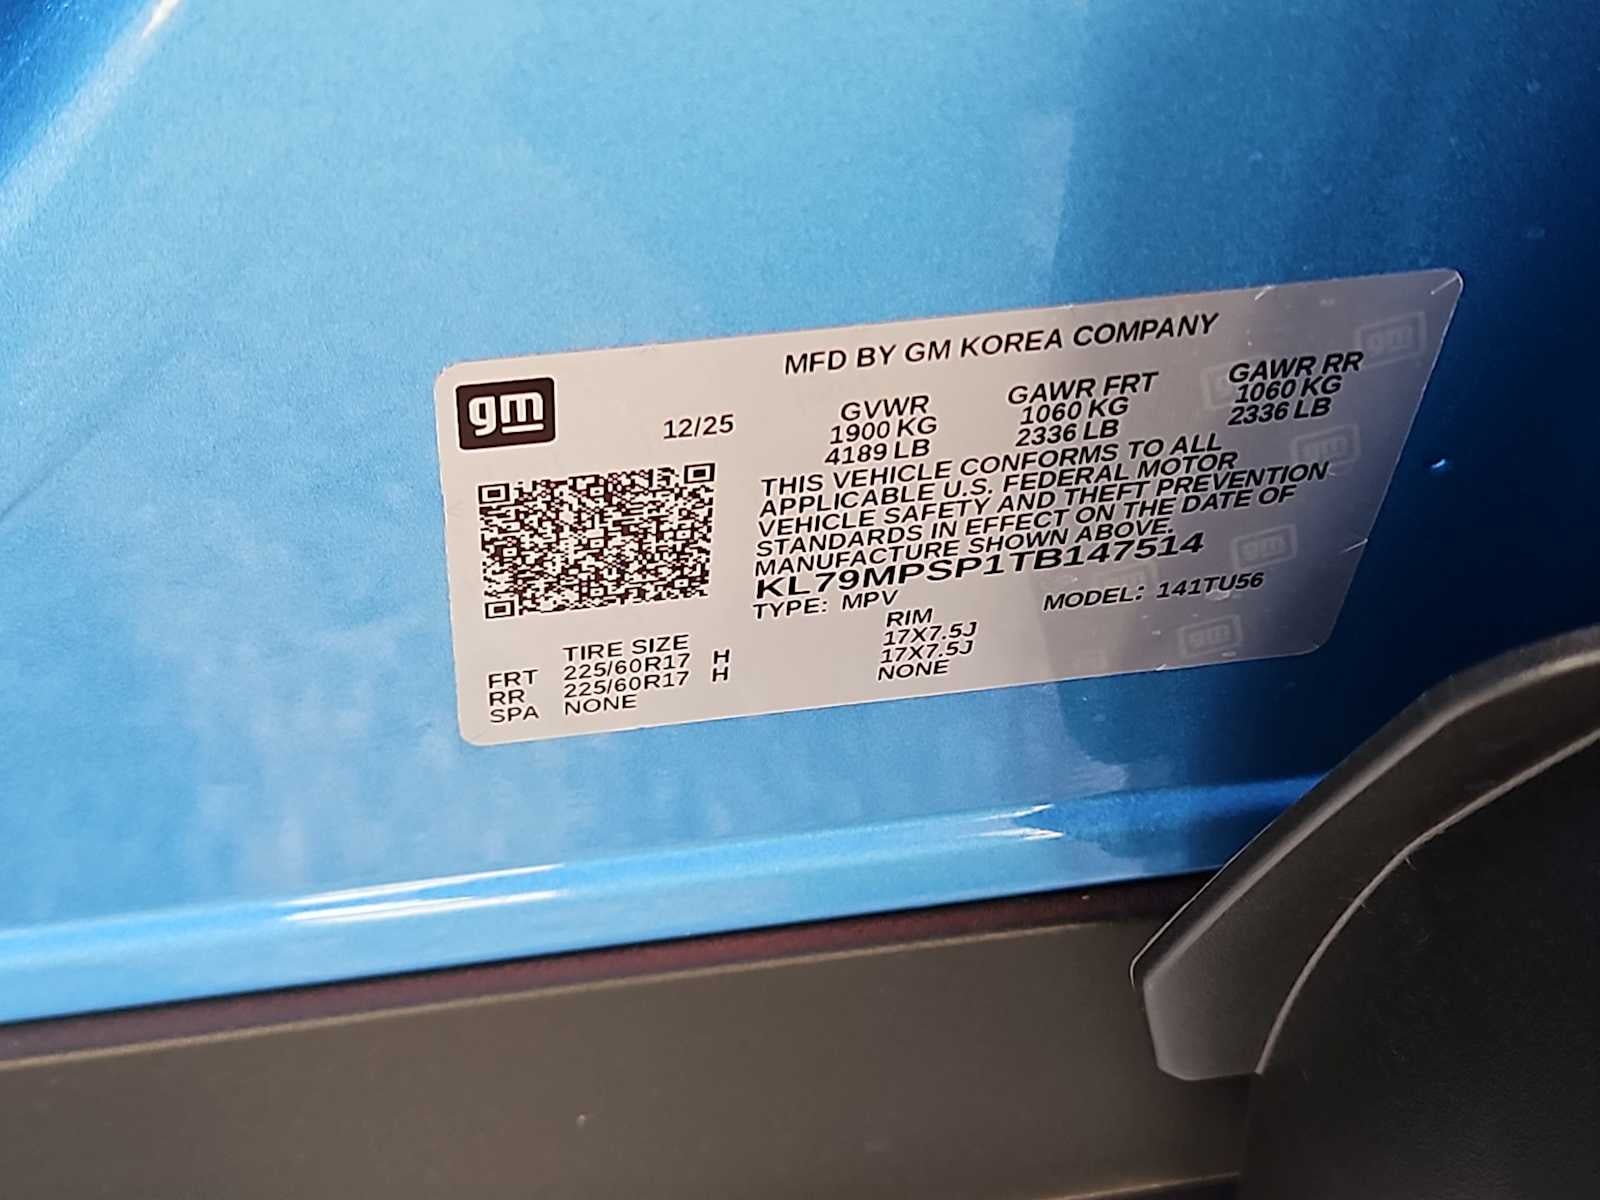 MFD BY GM KOREA COMPANY
gm
12/25
GVWR GAWR FRT GAWR RR
1900 KG 1060 KG 1060 KG
4189 LB 2336 LB 2336 LB
THIS VEHICLE CONFORMS TO ALL
APPLICABLE U.S. FEDERAL MOTOR
VEHICLE SAFETY AND THEFT PREVENTION
STANDARDS IN EFFECT ON THE DATE OF
MANUFACTURE SHOWN ABOVE.
KL79MPSP1TB147514
TYPE: MPV MODEL: 141TU56
TIRE SIZE RIM
FRT 225/60R17 H 17X7.5J
RR 225/60R17 H 17X7.5J
SPA NONE NONE